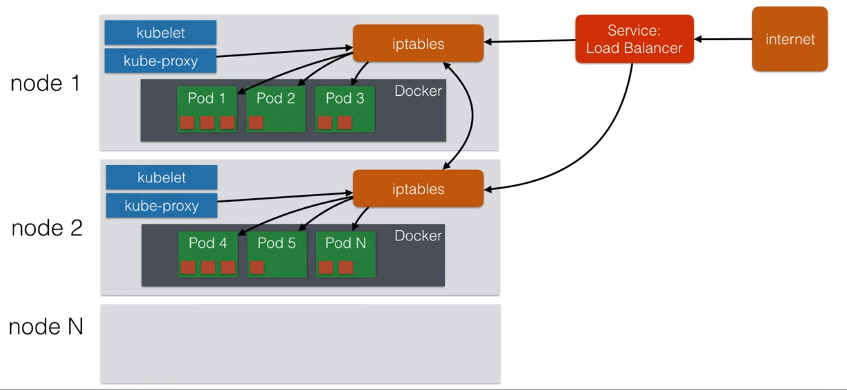 kubelet
kube-proxy
iptables
Service:
Load Balancer
internet
node 1
Docker
Pod 1
Pod 2
Pod 3
kubelet
kube-proxy
iptables
node 2
Docker
Pod 4
Pod 5
Pod N
node N